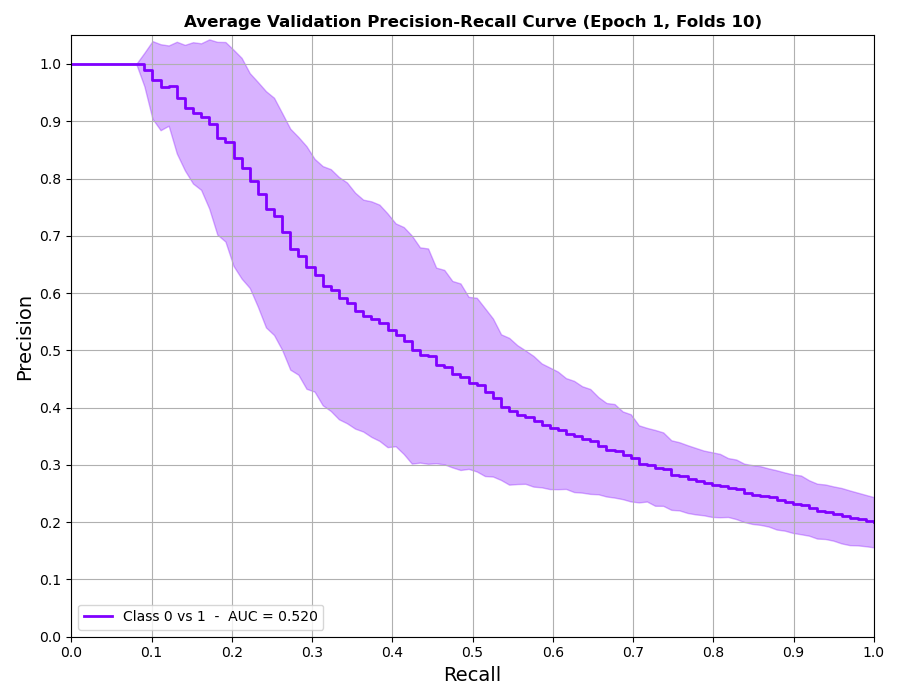 Average Validation Precision-Recall Curve (Epoch 1, Folds 10)
Precision
1.0
0.9
0.8
0.7
0.6
0.5
0.4
0.3
0.2
0.1
0.0
Class 0 vs 1 - AUC = 0.520
0.0 0.1 0.2 0.3 0.4 0.5 0.6 0.7 0.8 0.9 1.0
Recall